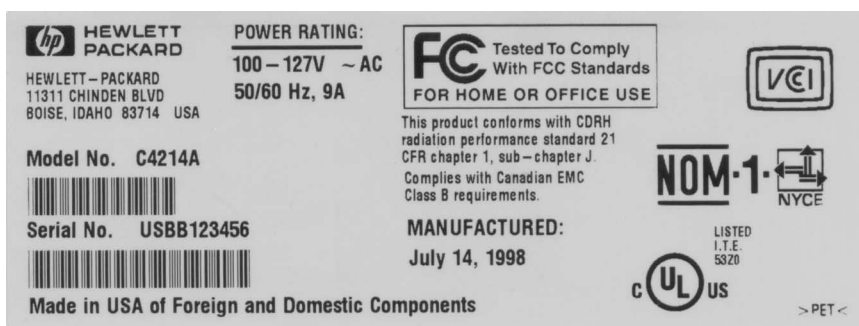 hp HEWLETT
PACKARD
HEWLETT-PACKARD
11311 CHINDEN BLVD
BOISE, IDAHO 83714 USA
Model No. C4214A
Serial No. USBB123456
Made in USA of Foreign and Domestic Components
POWER RATING:
100-127V ~ AC
50/60 Hz, 9A
FC Tested To Comply
With FCC Standards
FOR HOME OR OFFICE USE
This product conforms with CDRH
radiation performance standard 21
CFR chapter 1, sub-chapter J.
Complies with Canadian EMC
Class B requirements.
MANUFACTURED:
July 14, 1998
VCI
NOM·1·
NYCE
LISTED
I.T.E.
53Z0
C UL US
>PET<